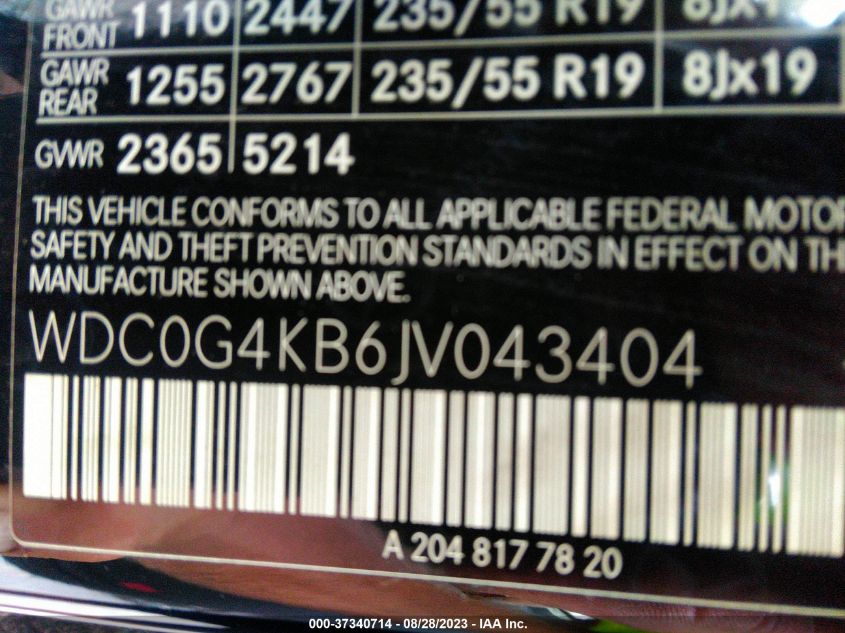 GAWR FRONT 1110 2447 235/55 R19 8Jx19
GAWR REAR 1255 2767 235/55 R19 8Jx19
GVWR 2365 5214
THIS VEHICLE CONFORMS TO ALL APPLICABLE FEDERAL MOTOR
SAFETY AND THEFT PREVENTION STANDARDS IN EFFECT ON TH
MANUFACTURE SHOWN ABOVE.
WDC0G4KB6JV043404
A 204 817 78 20
000-37340714 - 08/28/2023 - IAA Inc.